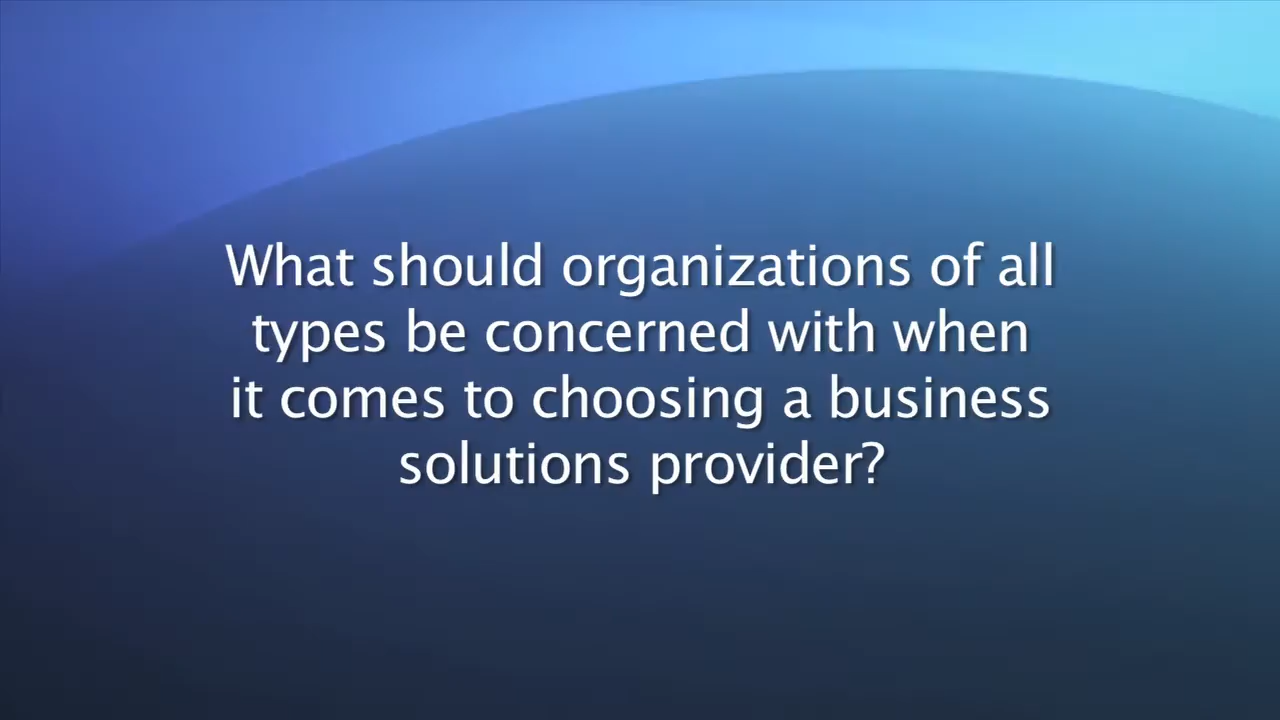 What should organizations of all
types be concerned with when
it comes to choosing a business
solutions provider?